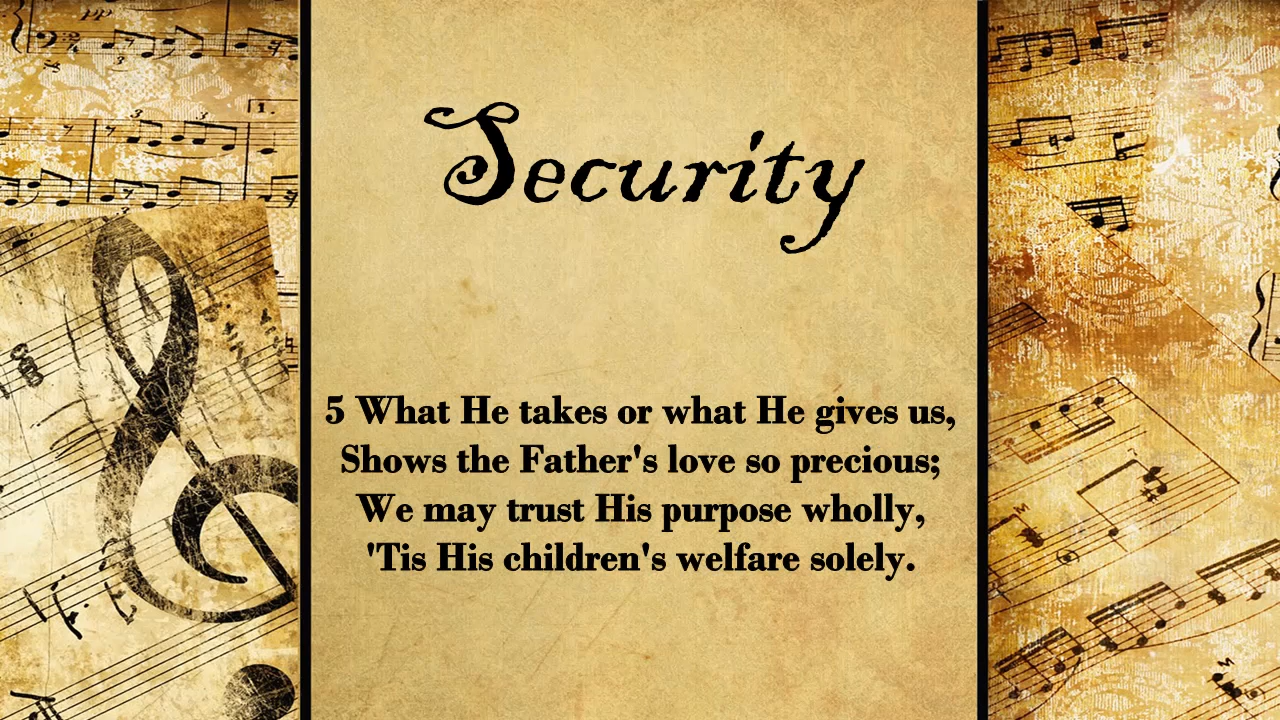 Security
5 What He takes or what He gives us,
Shows the Father's love so precious;
We may trust His purpose wholly,
'Tis His children's welfare solely.